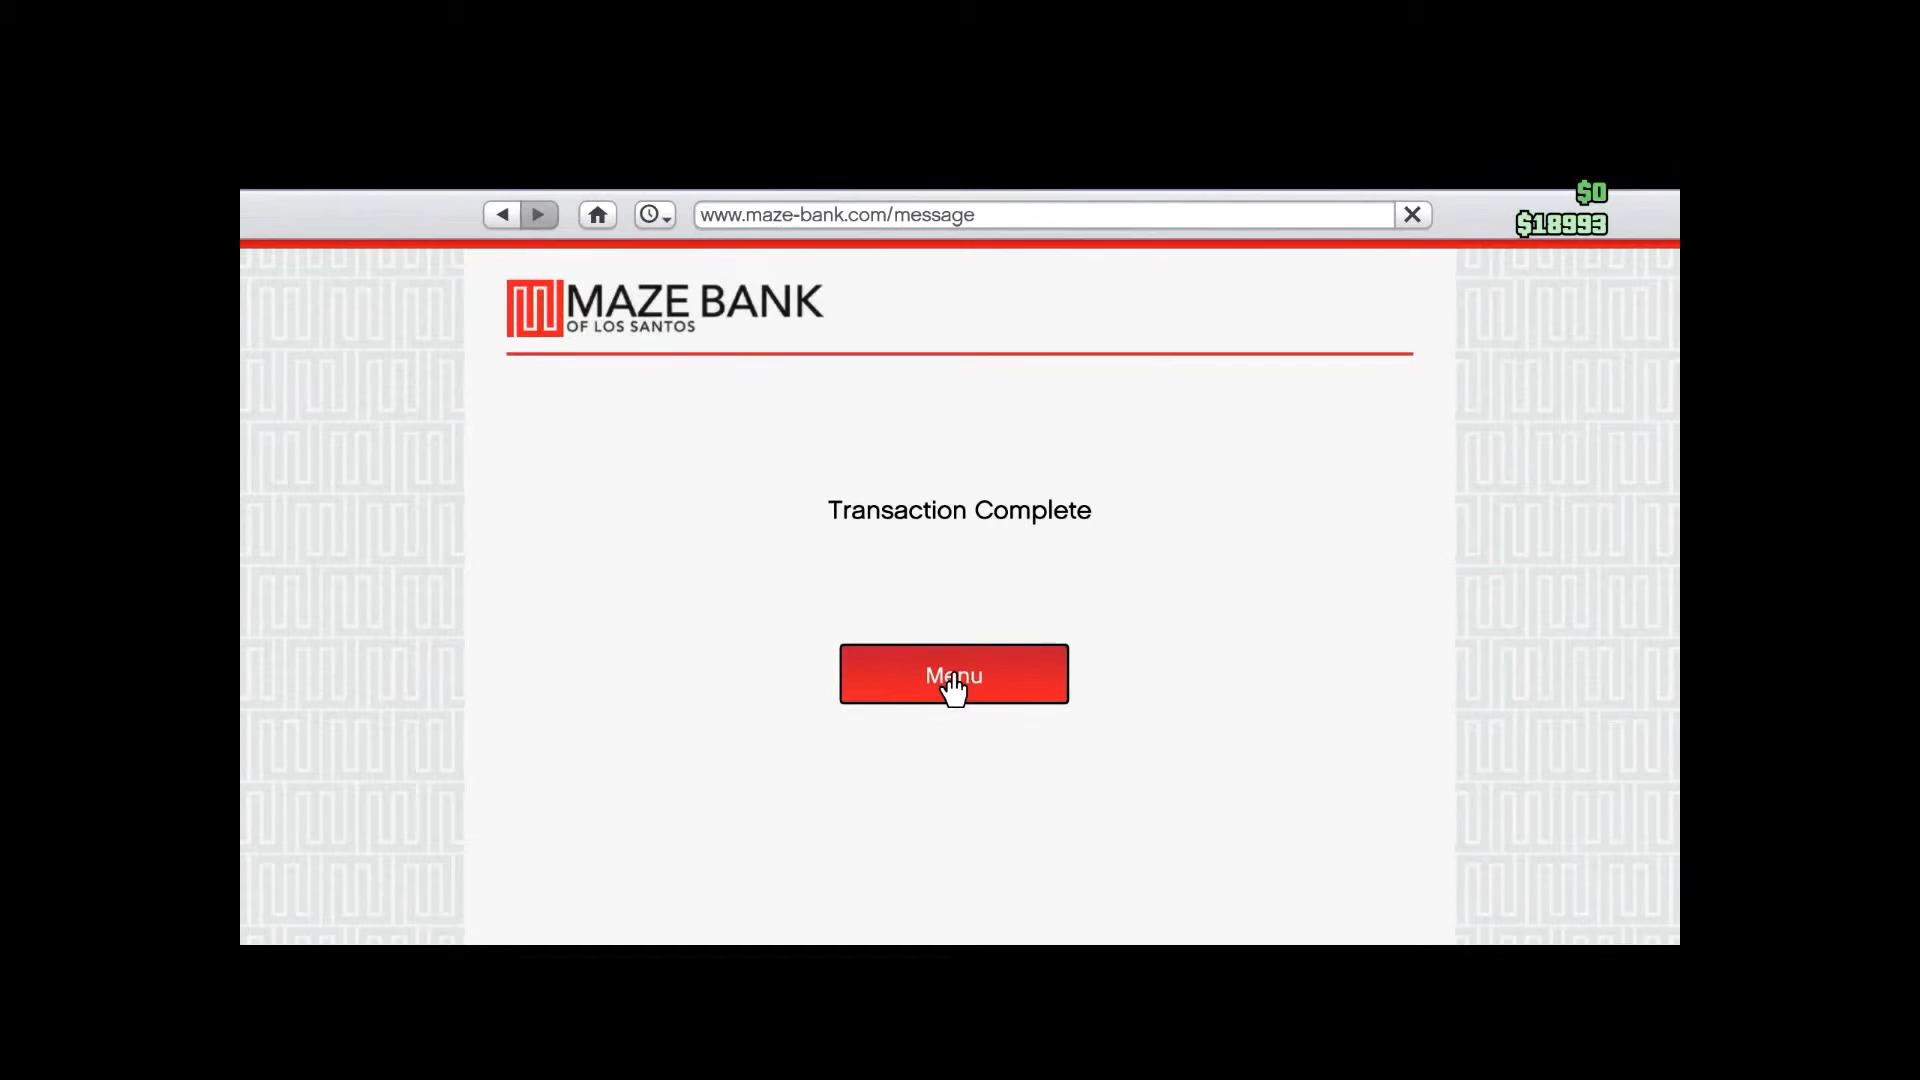 $0
www.maze-bank.com/message
$18993
MAZE BANK
OF LOS SANTOS
Transaction Complete
Menu